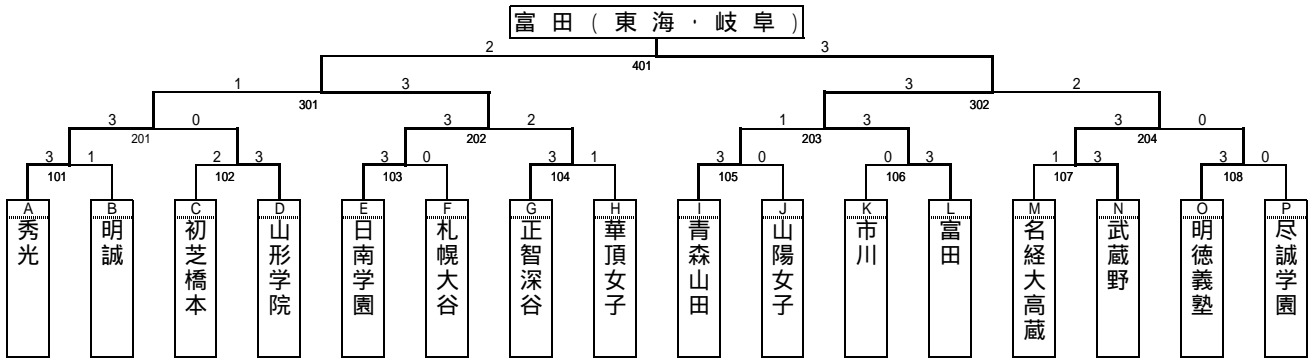 富田(東海・岐阜)
2 3
401
1 3 3 2
301 302
3 0 3 2 1 3 3 0
201 202 203 204
3 1 2 3 3 0 3 1 3 0 0 3 1 3 3 0
101 102 103 104 105 106 107 108
A B C D E F G H I J K L M N O P
秀光
明誠
初芝橋本
山形学院
日南学園
札幌大谷
正智深谷
華頂女子
青森山田
山陽女子
市川
富田
名経大高蔵
武蔵野
明徳義塾
尽誠学園